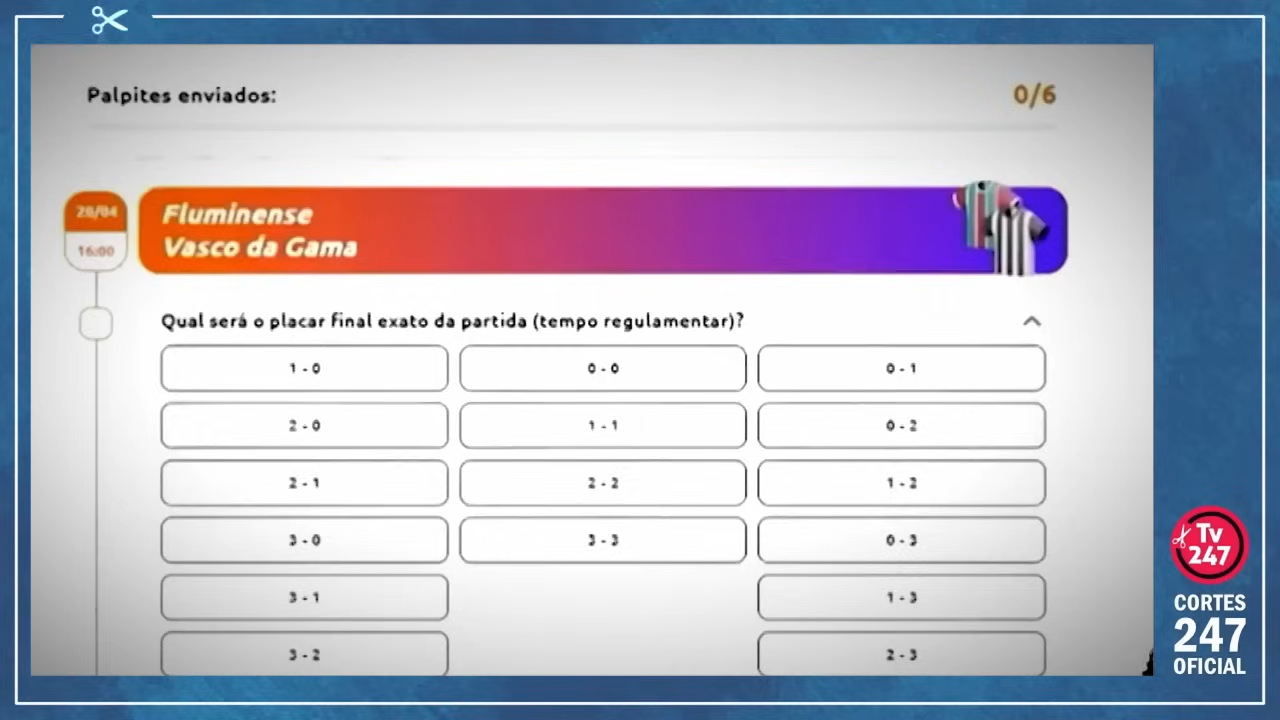 Palpites enviados:
0/6
20/04
16:00
Fluminense
Vasco da Gama
Qual será o placar final exato da partida (tempo regulamentar)?
1 - 0
0 - 0
0 - 1
2 - 0
1 - 1
0 - 2
2 - 1
2 - 2
1 - 2
3 - 0
3 - 3
0 - 3
3 - 1
1 - 3
3 - 2
2 - 3
Tv
247
CORTES
247
OFICIAL